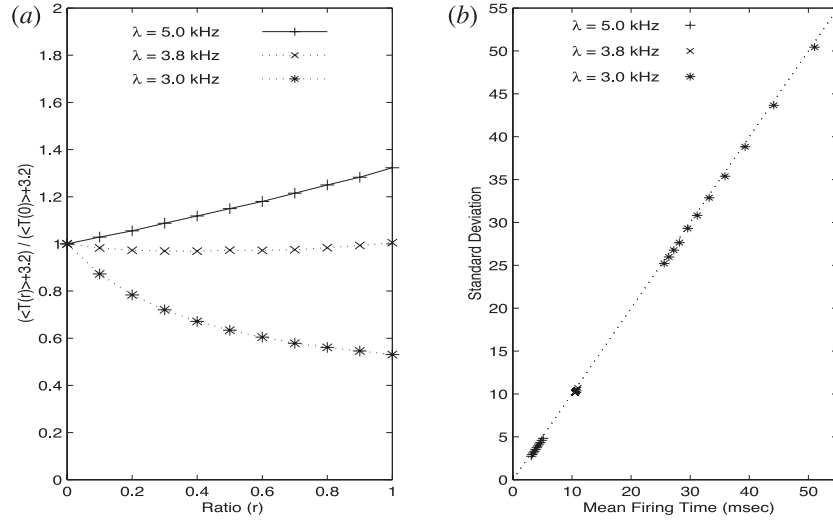 (a)
λ = 5.0 kHz
λ = 3.8 kHz
λ = 3.0 kHz
(<T(r)>+3.2) / (<T(0)>+3.2)
2
1.8
1.6
1.4
1.2
1
0.8
0.6
0.4
0.2
0
0 0.2 0.4 0.6 0.8 1
Ratio (r)
(b)
λ = 5.0 kHz
λ = 3.8 kHz
λ = 3.0 kHz
Standard Deviation
55
50
45
40
35
30
25
20
15
10
5
0
0 10 20 30 40 50
Mean Firing Time (msec)